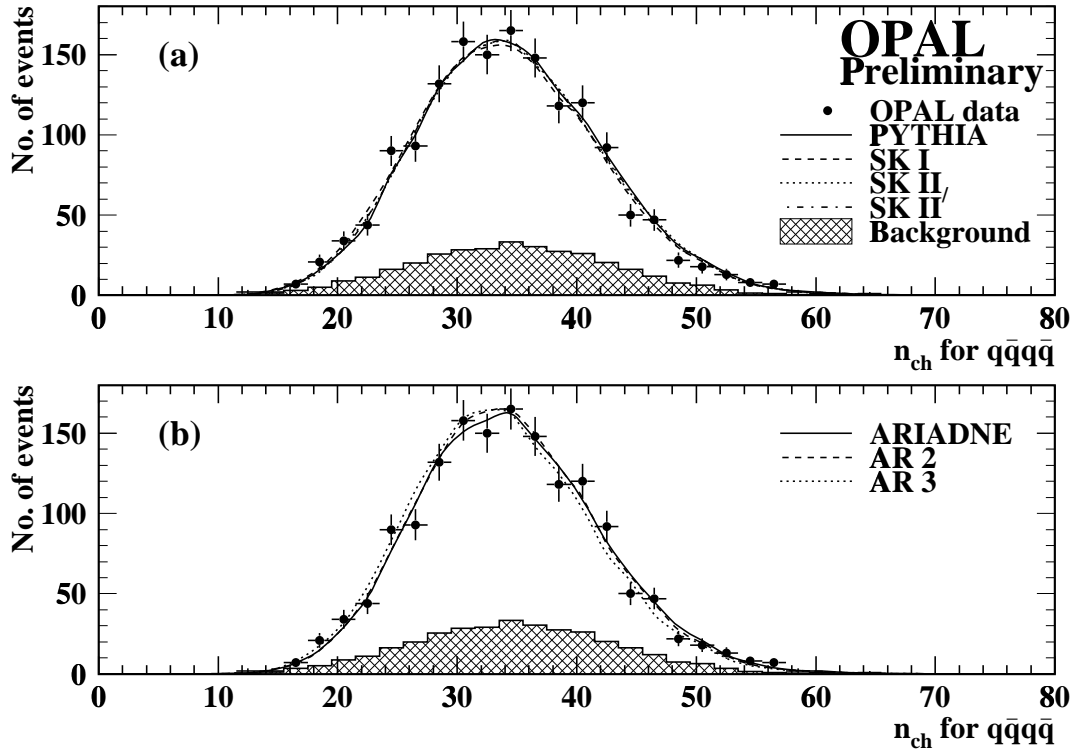 (a)
OPAL
Preliminary
OPAL data
PYTHIA
SK I
SK II
SK II′
Background
No. of events
150
100
50
0
0 10 20 30 40 50 60 70 80
n_ch for qq̄qq̄
(b)
ARIADNE
AR 2
AR 3
No. of events
150
100
50
0
0 10 20 30 40 50 60 70 80
n_ch for qq̄qq̄